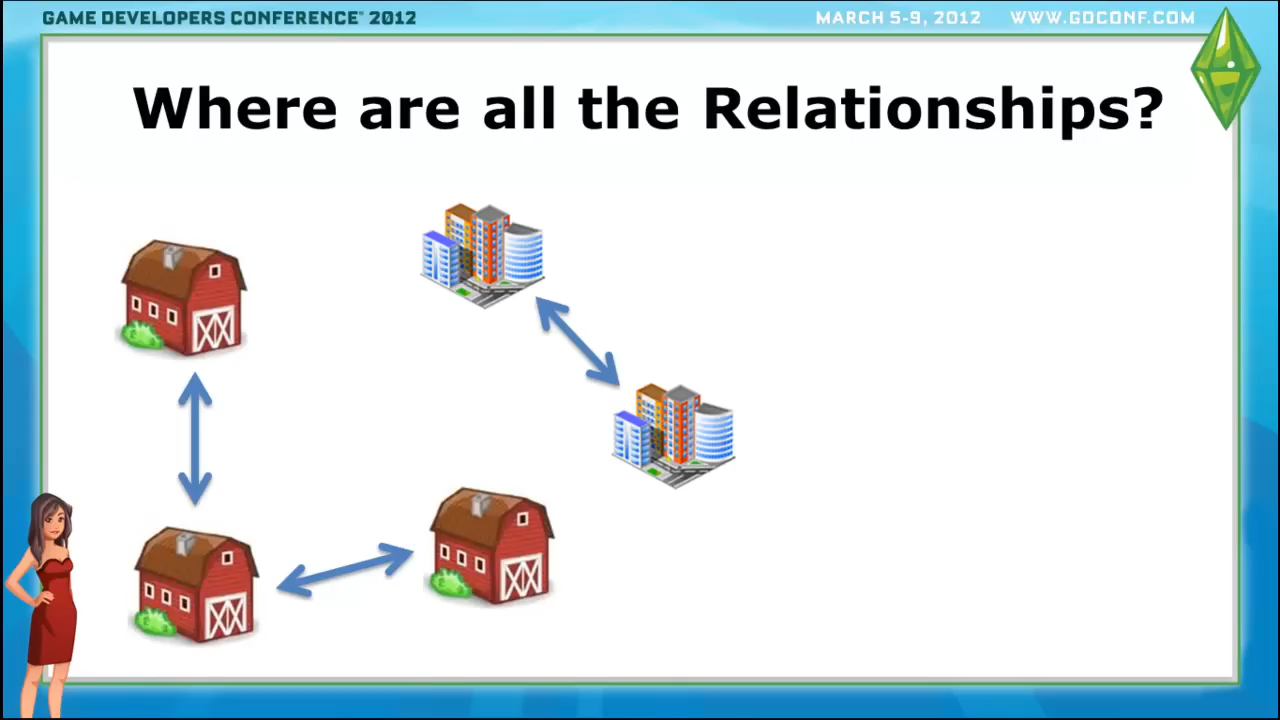 GAME DEVELOPERS CONFERENCE® 2012
MARCH 5-9, 2012 WWW.GDCONF.COM
Where are all the Relationships?